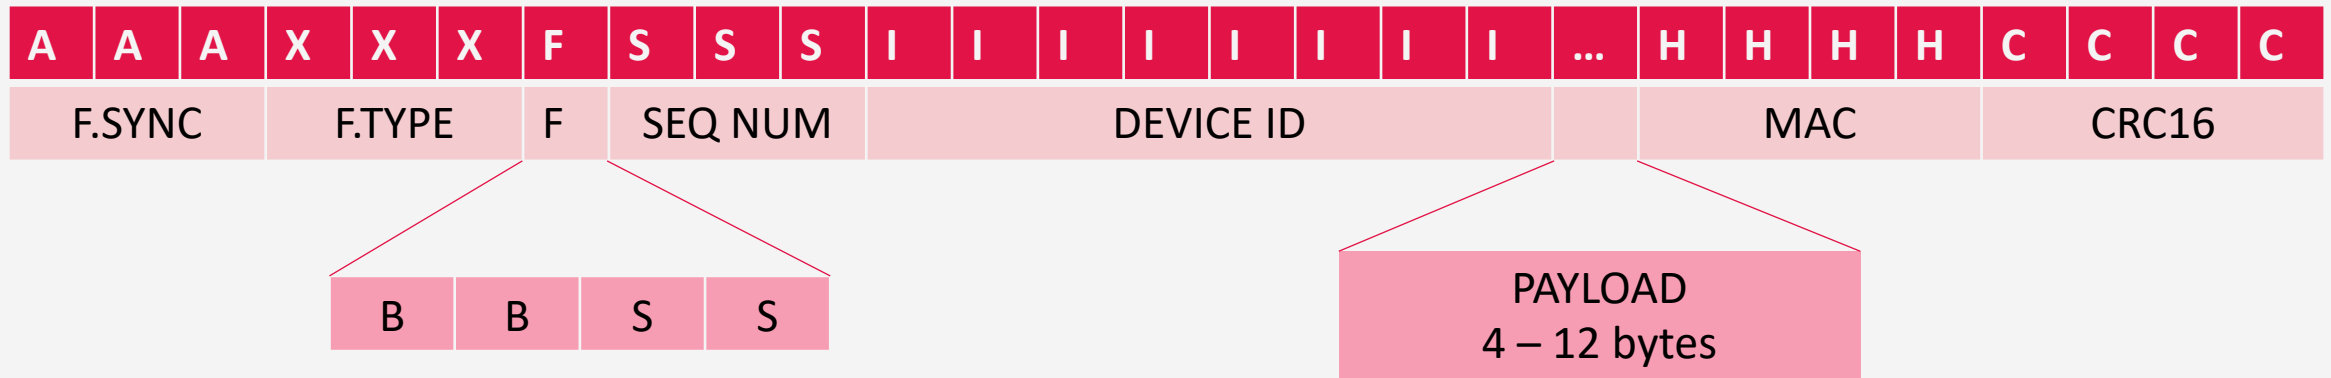 A A A X X X F S S S I I I I I I I I ... H H H H C C C C
F.SYNC F.TYPE F SEQ NUM DEVICE ID MAC CRC16
B B S S
PAYLOAD
4 – 12 bytes